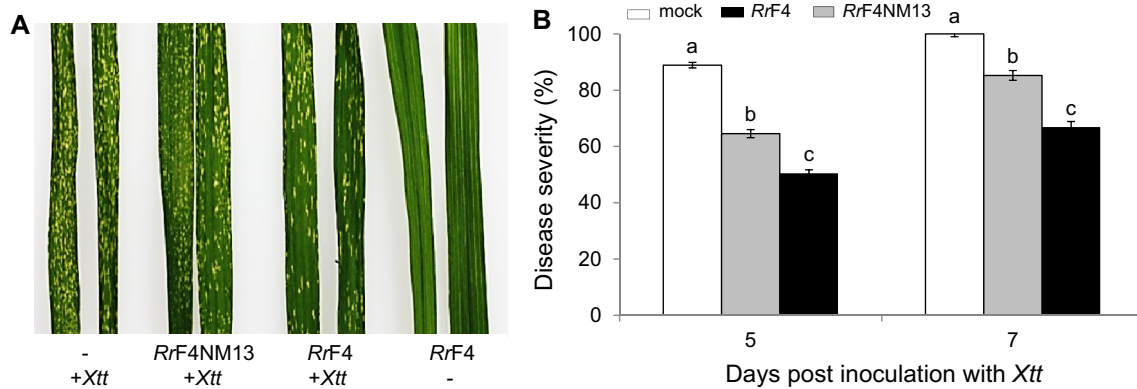 A
-
+Xtt
RrF4NM13
+Xtt
RrF4
+Xtt
RrF4
-
B
mock RrF4 RrF4NM13
Disease severity (%)
100
80
60
40
20
0
a
b
c
a
b
c
5 7
Days post inoculation with Xtt